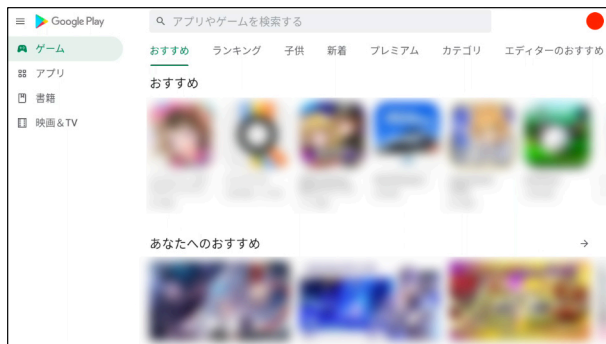 Google Play
アプリやゲームを検索する
ゲーム
アプリ
書籍
映画&TV
おすすめ ランキング 子供 新着 プレミアム カテゴリ エディターのおすすめ
おすすめ
あなたへのおすすめ